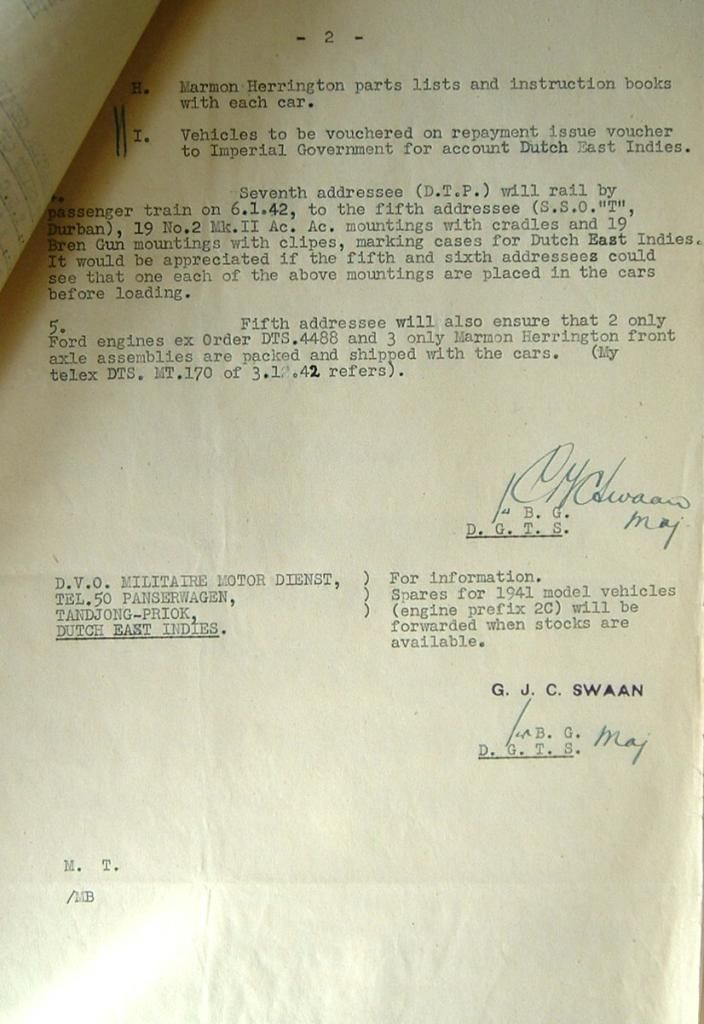 - 2 -
H. Marmon Herrington parts lists and instruction books
with each car.
I. Vehicles to be vouchered on repayment issue voucher
to Imperial Government for account Dutch East Indies.
Seventh addressee (D.T.P.) will rail by
passenger train on 6.1.42, to the fifth addressee (S.S.O."T",
Durban), 19 No.2 Mk.II Ac. Ac. mountings with cradles and 19
Bren Gun mountings with clipes, marking cases for Dutch East Indies.
It would be appreciated if the fifth and sixth addressees could
see that one each of the above mountings are placed in the cars
before loading.
5. Fifth addressee will also ensure that 2 only
Ford engines ex Order DTS.4488 and 3 only Marmon Herrington front
axle assemblies are packed and shipped with the cars. (My
telex DTS. MT.170 of 3.1.42 refers).
GJCSwaan
B. G. Maj
D. G. T. S.
D.V.O. MILITAIRE MOTOR DIENST, ) For information.
TEL.50 PANSERWAGEN, ) Spares for 1941 model vehicles
TANDJONG-PRIOK, ) (engine prefix 2C) will be
DUTCH EAST INDIES. forwarded when stocks are
available.
G. J. C. SWAAN
B. G. Maj
D. G. T. S.
M. T.
/MB